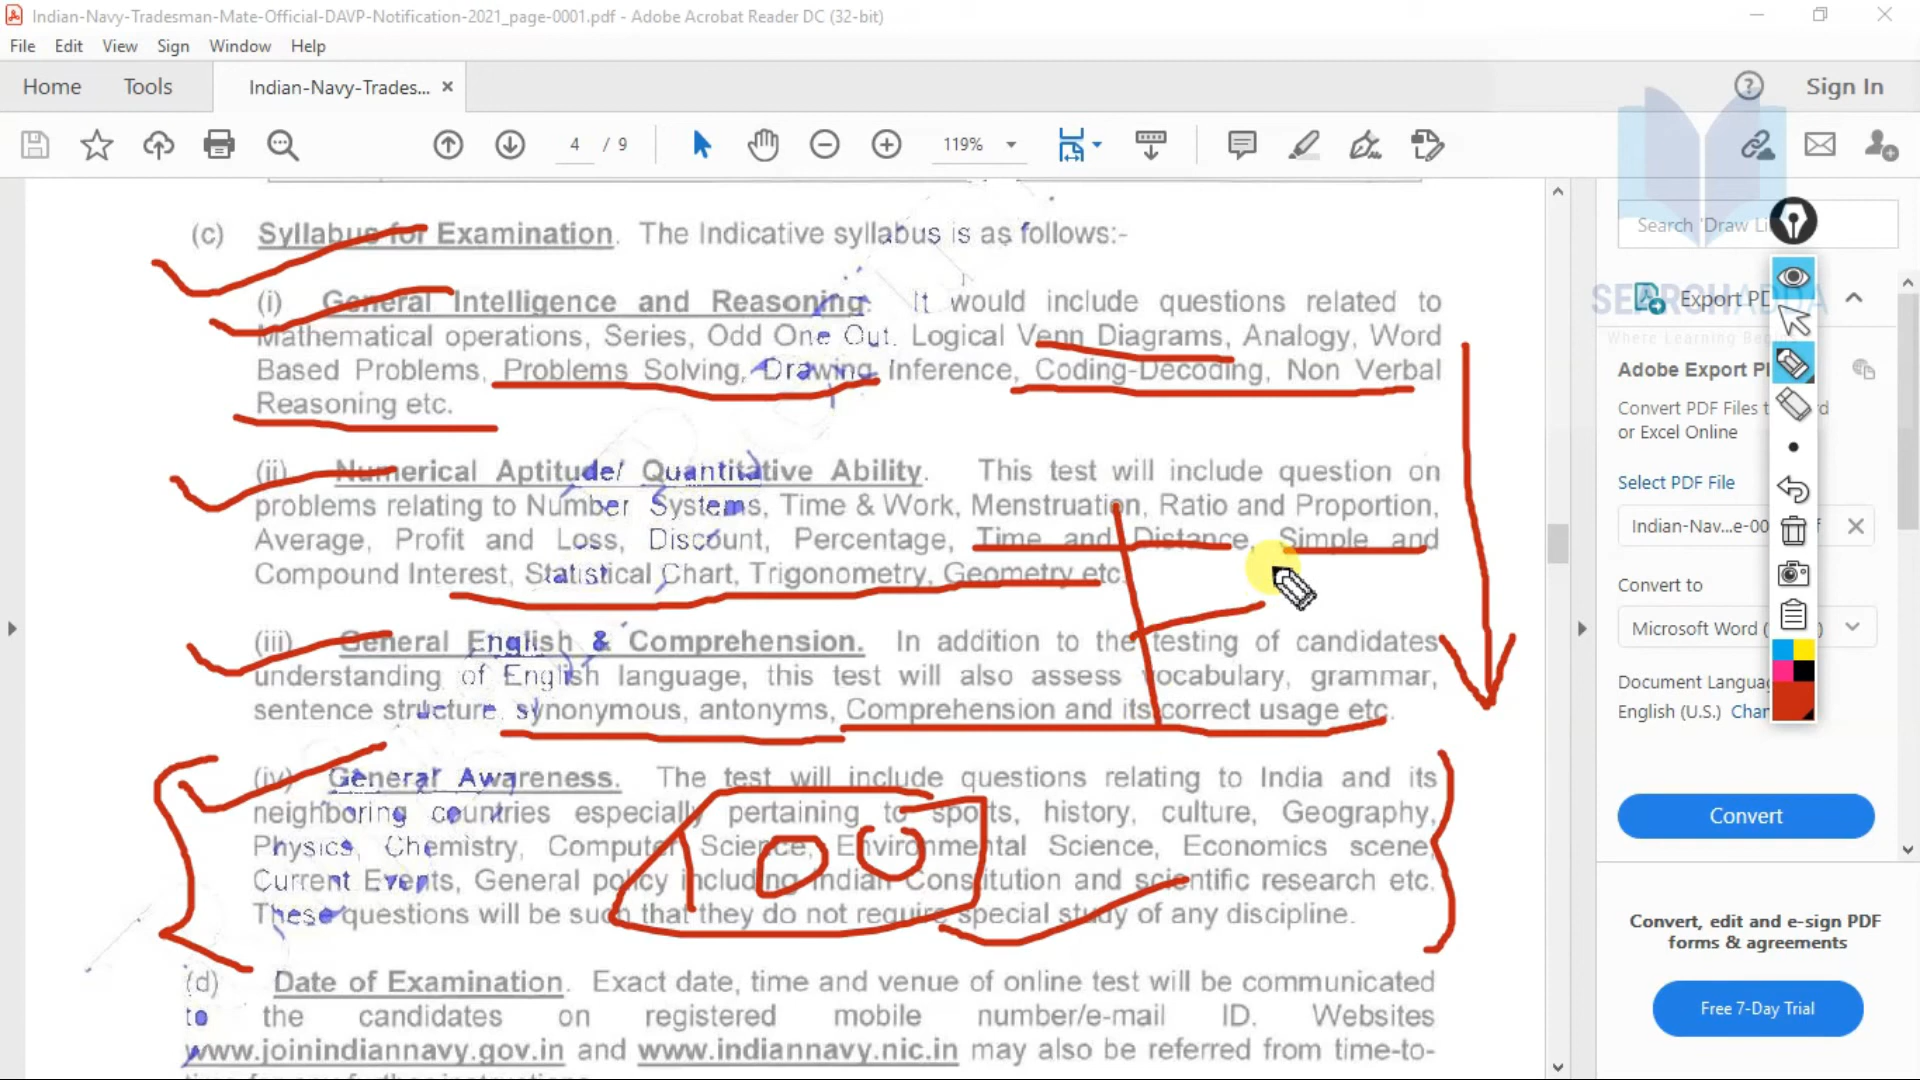 Indian-Navy-Tradesman-Mate-Official-DAVP-Notification-2021_page-0001.pdf - Adobe Acrobat Reader DC (32-bit)
File Edit View Sign Window Help
Home Tools Indian-Navy-Trades... Sign In
4 / 9 119%
(c) Syllabus for Examination. The Indicative syllabus is as follows:-
(i) General Intelligence and Reasoning. It would include questions related to
Mathematical operations, Series, Odd One Out. Logical Venn Diagrams, Analogy, Word
Based Problems, Problems Solving, Drawing Inference, Coding-Decoding, Non Verbal
Reasoning etc.
(ii) Numerical Aptitude/ Quantitative Ability. This test will include question on
problems relating to Number Systems, Time & Work, Menstruation, Ratio and Proportion,
Average, Profit and Loss, Discount, Percentage, Time and Distance, Simple and
Compound Interest, Statistical Chart, Trigonometry, Geometry etc.
(iii) General English & Comprehension. In addition to the testing of candidates
understanding of English language, this test will also assess vocabulary, grammar,
sentence structure, synonymous, antonyms, Comprehension and its correct usage etc.
(iv) General Awareness. The test will include questions relating to India and its
neighboring countries especially pertaining to sports, history, culture, Geography,
Physics, Chemistry, Computer Science, Environmental Science, Economics scene,
Current Events, General policy including Indian Constitution and scientific research etc.
These questions will be such that they do not require special study of any discipline.
(d) Date of Examination. Exact date, time and venue of online test will be communicated
to the candidates on registered mobile number/e-mail ID. Websites
www.joinindiannavy.gov.in and www.indiannavy.nic.in may also be referred from time-to-
Search 'Draw Li
SEARCHADDA
Where Learning Begins
Export PD
Adobe Export P
Convert PDF Files t
or Excel Online
Select PDF File
Indian-Nav...e-00
Convert to
Microsoft Word (
Document Langua
English (U.S.) Chan
Convert
Convert, edit and e-sign PDF
forms & agreements
Free 7-Day Trial